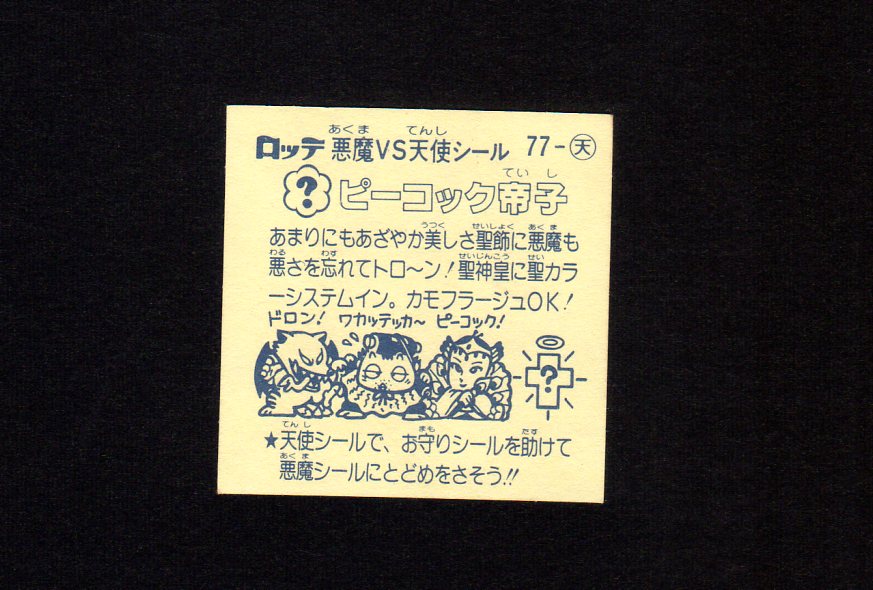 ロッテ 悪魔VS天使シール 77-天
? ピーコック帝子
あまりにもあざやか美しさ聖飾に悪魔も
悪さを忘れてトロ〜ン!聖神皇に聖カラ
ーシステムイン。カモフラージュOK!
ドロン! ワカッテッカ〜 ピーコック!
?
★天使シールで、お守りシールを助けて
悪魔シールにとどめをさそう!!